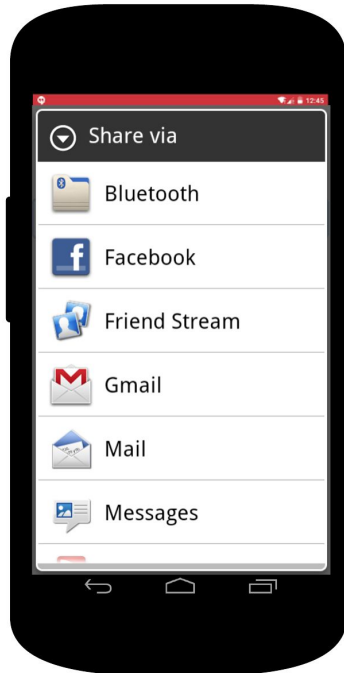 12:45
Share via
Bluetooth
Facebook
Friend Stream
Gmail
Mail
Messages